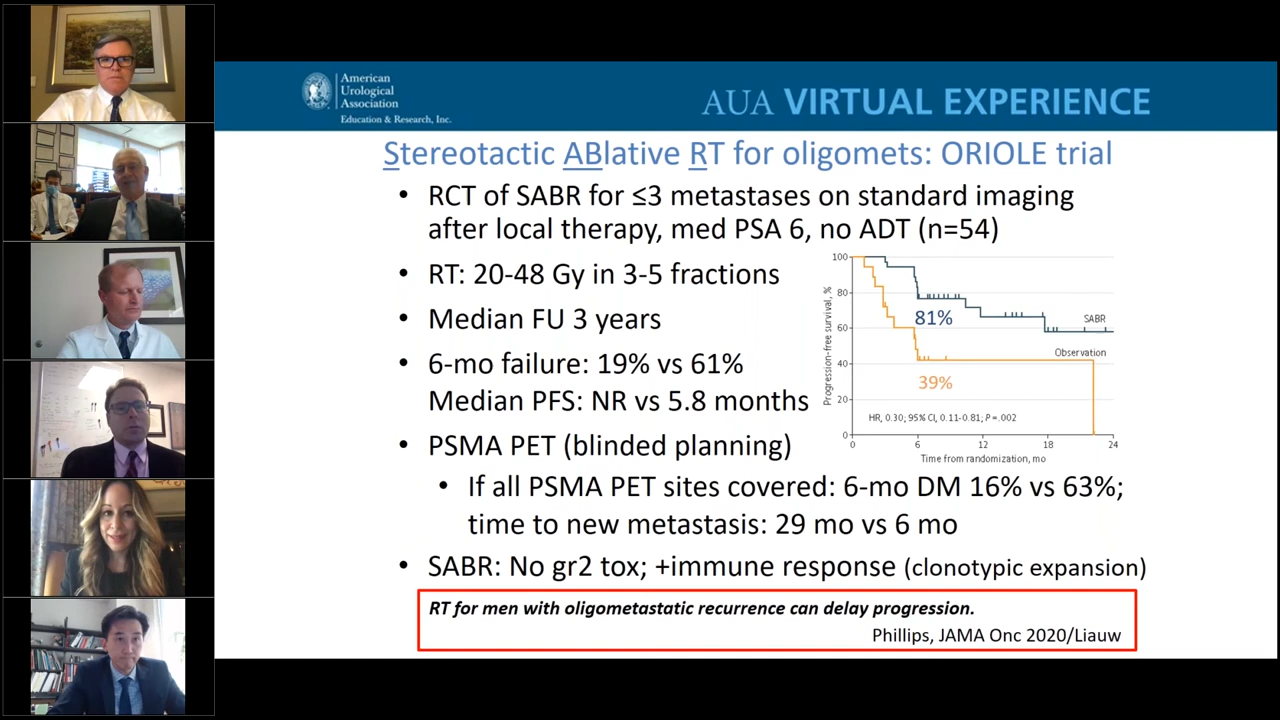 American
Urological
Association
Education & Research, Inc.
AUA VIRTUAL EXPERIENCE
Stereotactic ABlative RT for oligomets: ORIOLE trial
• RCT of SABR for ≤3 metastases on standard imaging
after local therapy, med PSA 6, no ADT (n=54)
• RT: 20-48 Gy in 3-5 fractions
• Median FU 3 years
• 6-mo failure: 19% vs 61%
Median PFS: NR vs 5.8 months
• PSMA PET (blinded planning)
• If all PSMA PET sites covered: 6-mo DM 16% vs 63%;
time to new metastasis: 29 mo vs 6 mo
• SABR: No gr2 tox; +immune response (clonotypic expansion)
Progression-free survival, %
100
80
60
40
20
0
81%
SABR
Observation
39%
HR, 0.30; 95% CI, 0.11-0.81; P=.002
0 6 12 18 24
Time from randomization, mo
RT for men with oligometastatic recurrence can delay progression.
Phillips, JAMA Onc 2020/Liauw